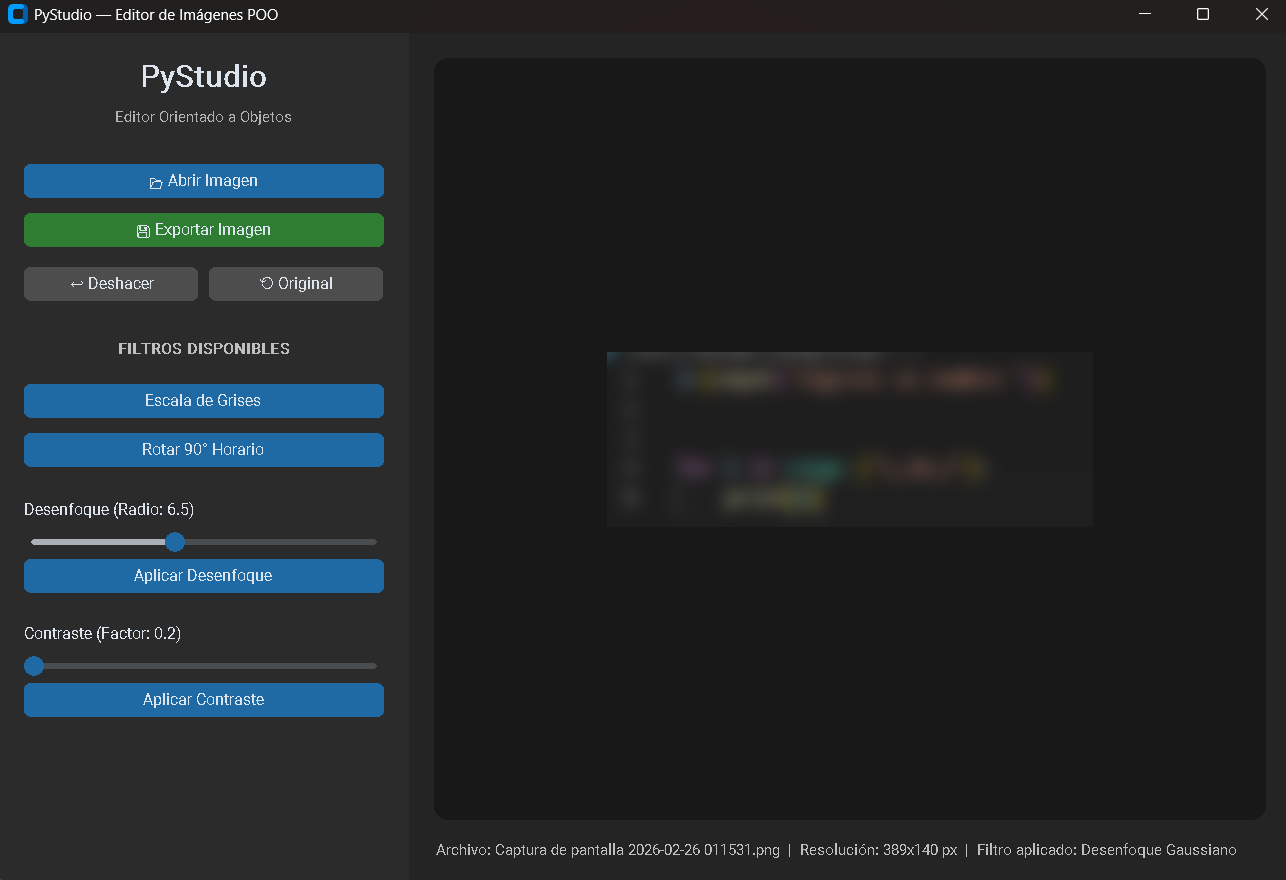 PyStudio — Editor de Imágenes POO
PyStudio
Editor Orientado a Objetos
Abrir Imagen
Exportar Imagen
↩ Deshacer
Original
FILTROS DISPONIBLES
Escala de Grises
Rotar 90° Horario
Desenfoque (Radio: 6.5)
Aplicar Desenfoque
Contraste (Factor: 0.2)
Aplicar Contraste
Archivo: Captura de pantalla 2026-02-26 011531.png | Resolución: 389x140 px | Filtro aplicado: Desenfoque Gaussiano